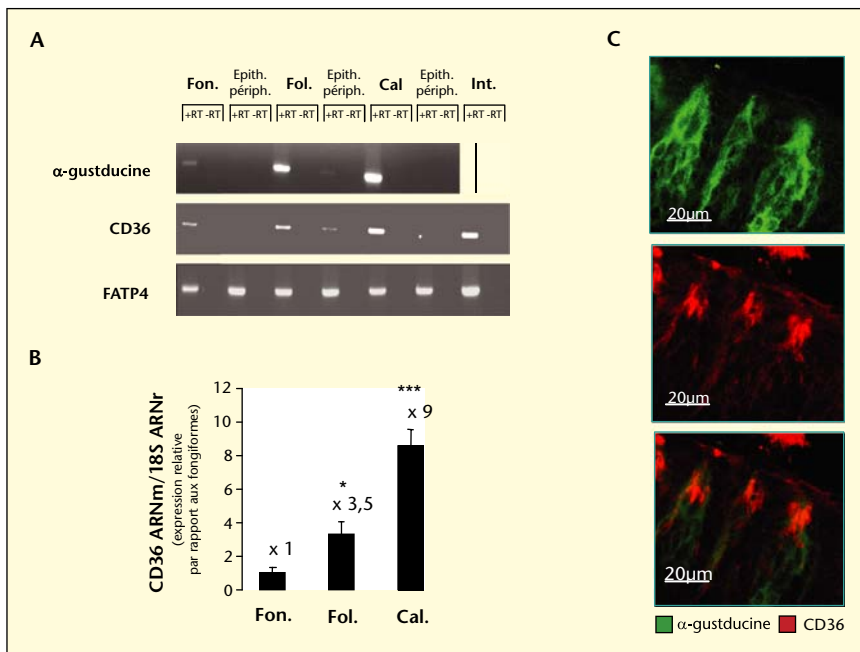 A
Fon. Epith. périph. Fol. Epith. périph. Cal Epith. périph. Int.
+RT -RT +RT -RT +RT -RT +RT -RT +RT -RT +RT -RT +RT -RT
α-gustducine
CD36
FATP4
B
CD36 ARNm/18S ARNr
(expression relative
par rapport aux fongiformes)
12
10
8
6
4
2
0
x 1
*
x 3,5
***
x 9
Fon. Fol. Cal.
C
20µm
20µm
20µm
α-gustducine CD36